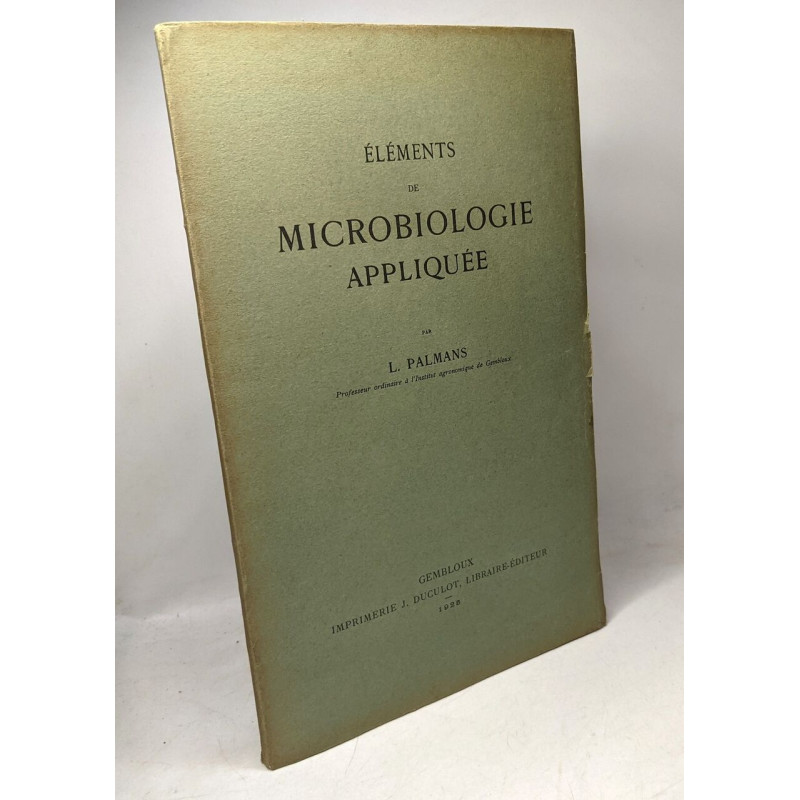 ÉLÉMENTS
DE
MICROBIOLOGIE
APPLIQUÉE
PAR
L. PALMANS
Professeur ordinaire à l'Institut agronomique de Gembloux
GEMBLOUX
IMPRIMERIE J. DUCULOT, LIBRAIRE-ÉDITEUR